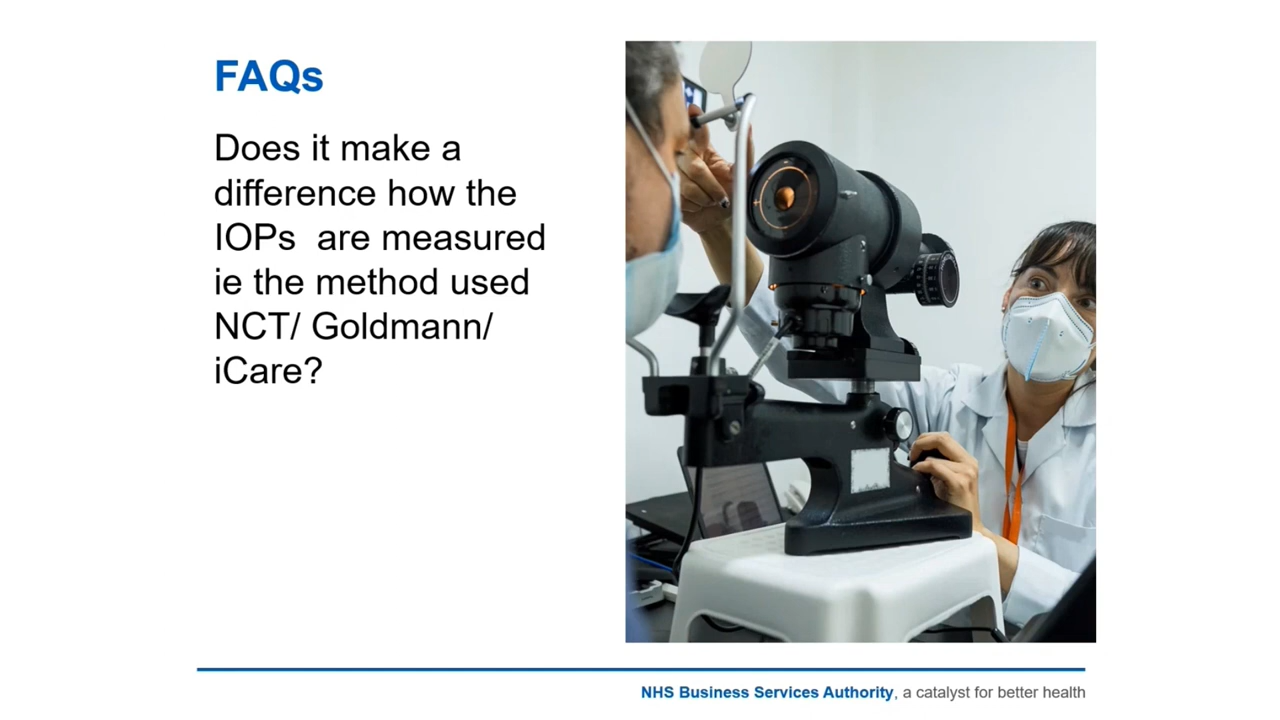 FAQs
Does it make a
difference how the
IOPs  are measured
ie the method used
NCT/ Goldmann/
iCare?
NHS Business Services Authority, a catalyst for better health